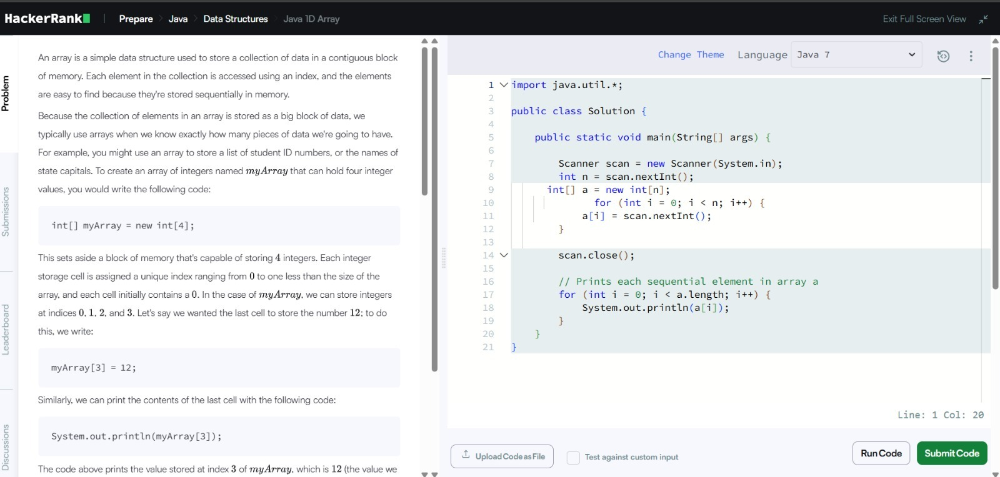 HackerRank
Prepare
Java
Data Structures
Java 1D Array
Exit Full Screen View
Problem
Submissions
Leaderboard
Discussions
An array is a simple data structure used to store a collection of data in a contiguous block
of memory. Each element in the collection is accessed using an index, and the elements
are easy to find because they're stored sequentially in memory.
Because the collection of elements in an array is stored as a big block of data, we
typically use arrays when we know exactly how many pieces of data we're going to have.
For example, you might use an array to store a list of student ID numbers, or the names of
state capitals. To create an array of integers named myArray that can hold four integer
values, you would write the following code:
int[] myArray = new int[4];
This sets aside a block of memory that's capable of storing 4 integers. Each integer
storage cell is assigned a unique index ranging from 0 to one less than the size of the
array, and each cell initially contains a 0. In the case of myArray, we can store integers
at indices 0, 1, 2, and 3. Let's say we wanted the last cell to store the number 12; to do
this, we write:
myArray[3] = 12;
Similarly, we can print the contents of the last cell with the following code:
System.out.println(myArray[3]);
The code above prints the value stored at index 3 of myArray, which is 12 (the value we
Change Theme
Language
Java 7
1 import java.util.*;
2
3 public class Solution {
4
5 public static void main(String[] args) {
6
7 Scanner scan = new Scanner(System.in);
8 int n = scan.nextInt();
9 int[] a = new int[n];
10 for (int i = 0; i < n; i++) {
11 a[i] = scan.nextInt();
12 }
13
14 scan.close();
15
16 // Prints each sequential element in array a
17 for (int i = 0; i < a.length; i++) {
18 System.out.println(a[i]);
19 }
20 }
21 }
Line: 1 Col: 20
Upload Code as File
Test against custom input
Run Code
Submit Code